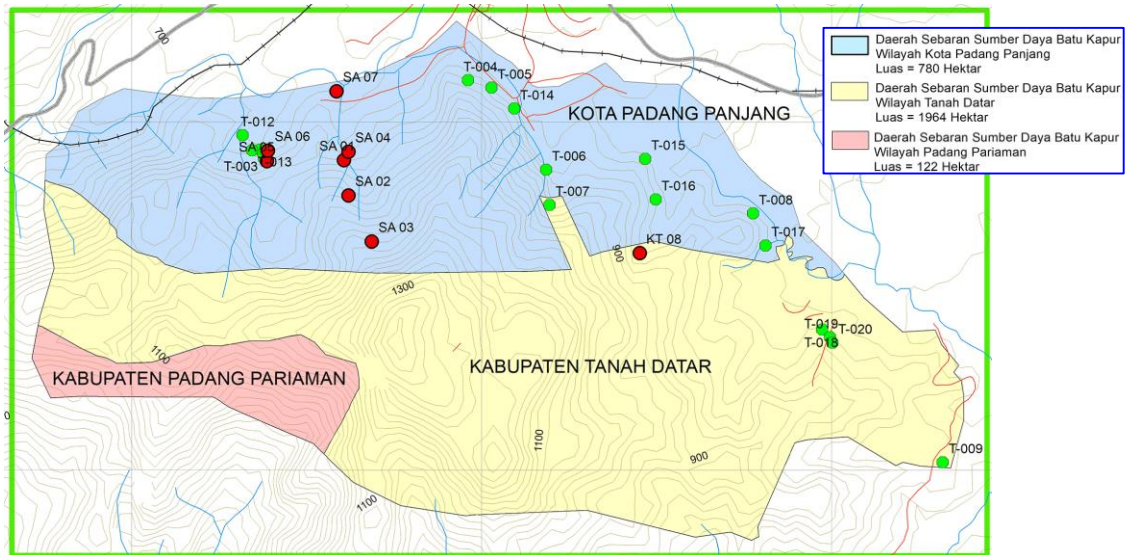 700
SA 07
T-004
T-005
T-014
KOTA PADANG PANJANG
T-012
SA 06
SA 05
T-003
T-013
SA 04
SA 01
SA 02
SA 03
T-006
T-007
T-015
T-016
T-008
T-017
KT 08
900
1300
T-019
T-020
T-018
1100
KABUPATEN PADANG PARIAMAN
KABUPATEN TANAH DATAR
1100
900
T-009
1100
Daerah Sebaran Sumber Daya Batu Kapur
Wilayah Kota Padang Panjang
Luas = 780 Hektar
Daerah Sebaran Sumber Daya Batu Kapur
Wilayah Tanah Datar
Luas = 1964 Hektar
Daerah Sebaran Sumber Daya Batu Kapur
Wilayah Padang Pariaman
Luas = 122 Hektar